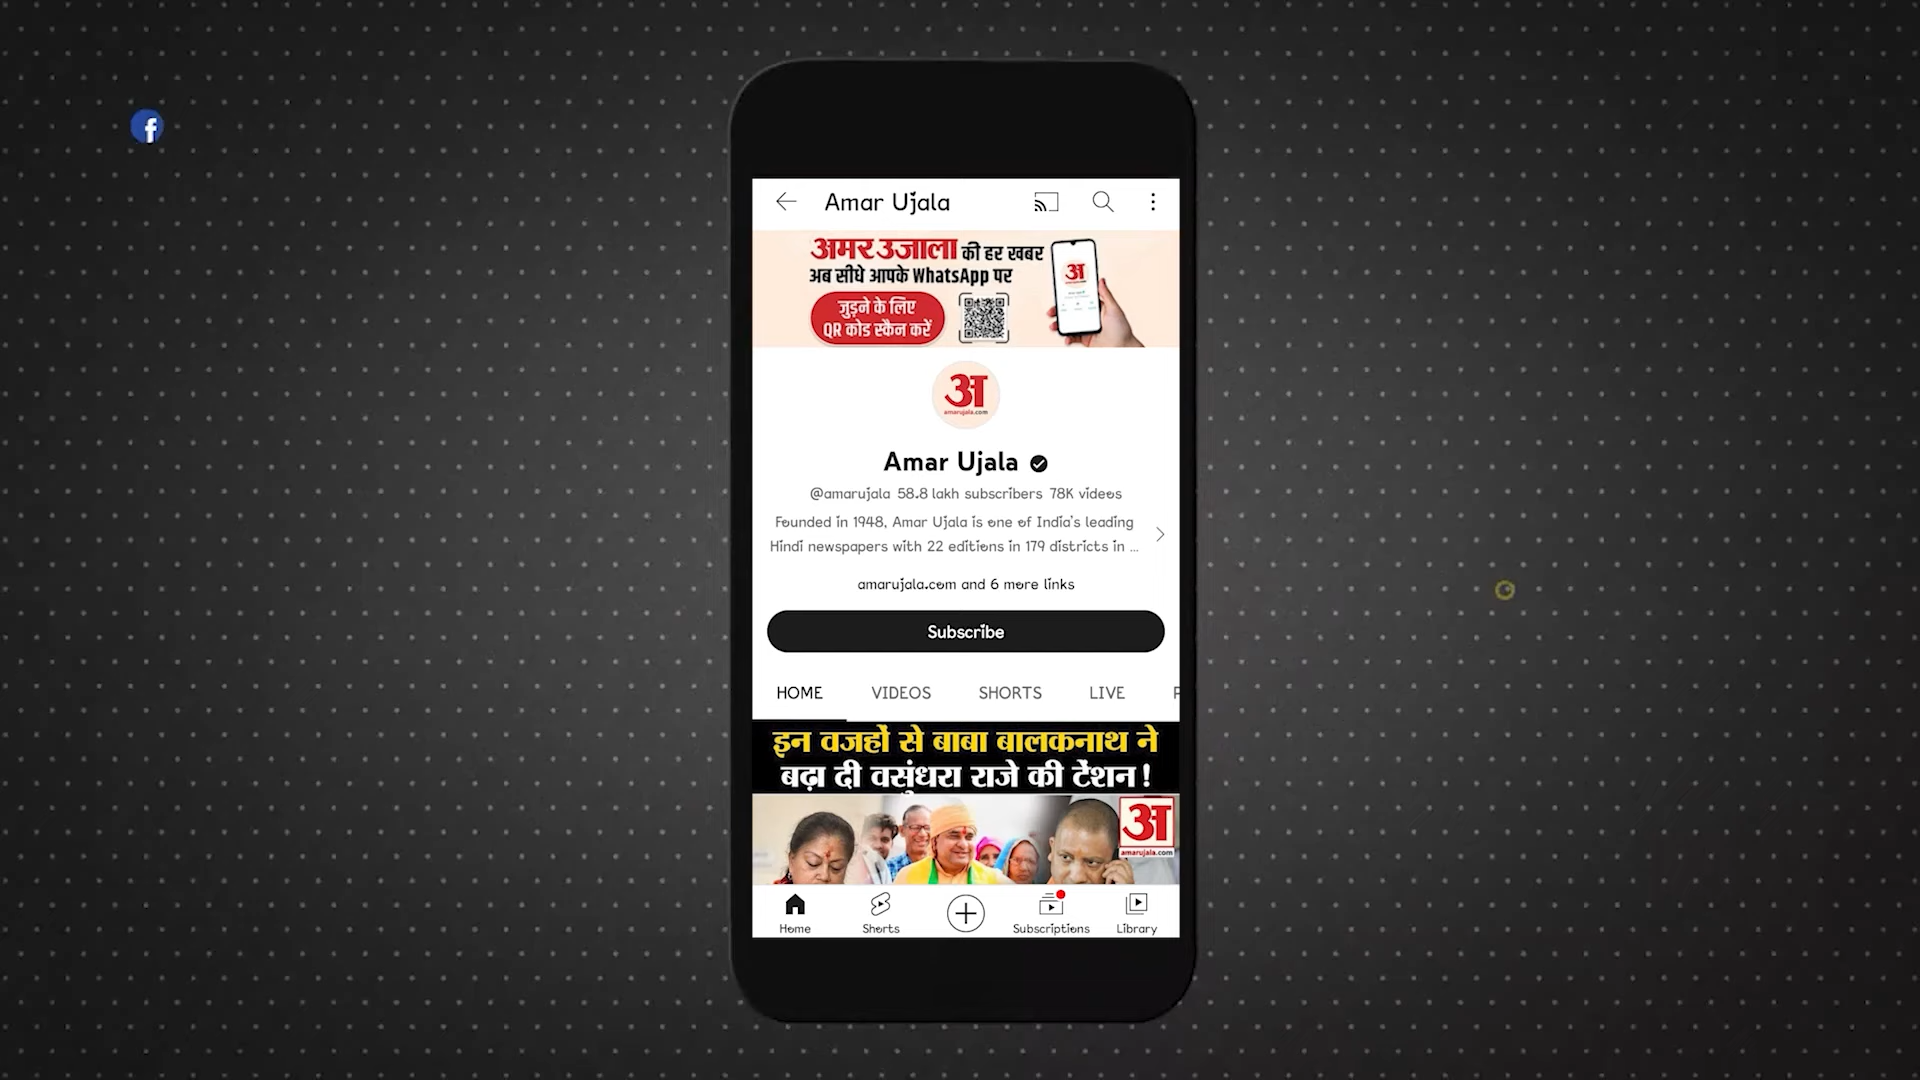 f
Amar Ujala
अमर उजाला की हर खबर
अब सीधे आपके WhatsApp पर
जुड़ने के लिए
QR कोड स्कैन करें
अ
अ
amarujala.com
Amar Ujala
@amarujala 58.8 lakh subscribers 78K videos
Founded in 1948, Amar Ujala is one of India's leading
Hindi newspapers with 22 editions in 179 districts in ...
amarujala.com and 6 more links
Subscribe
HOME VIDEOS SHORTS LIVE
इन वजहों से बाबा बालकनाथ ने
बढ़ा दी वसुंधरा राजे की टेंशन!
अ
amarujala.com
Home Shorts Subscriptions Library